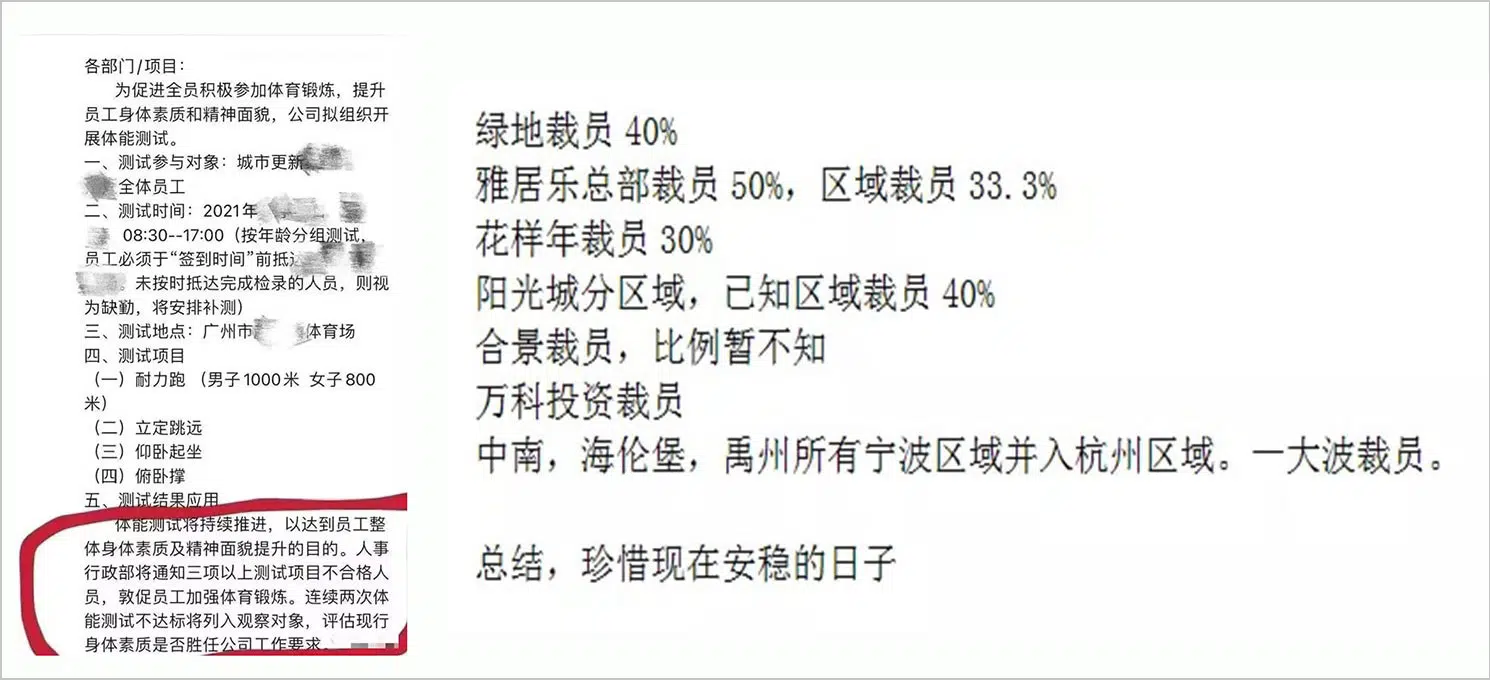 各部门/项目：
为促进全员积极参加体育锻炼，提升
员工身体素质和精神面貌，公司拟组织开
展体能测试。
一、测试参与对象：城市更新
全体员工
二、测试时间：2021年
08:30--17:00（按年龄分组测试，
员工必须于“签到时间”前抵达
。未按时抵达完成检录的人员，则视
为缺勤，将安排补测）
三、测试地点：广州市 体育场
四、测试项目
（一）耐力跑 （男子1000米 女子800
米）
（二）立定跳远
（三）仰卧起坐
（四）俯卧撑
五、测试结果应用
体能测试将持续推进，以达到员工整
体身体素质及精神面貌提升的目的。人事
行政部将通知三项以上测试项目不合格人
员，敦促员工加强体育锻炼。连续两次体
能测试不达标将列入观察对象，评估现行
身体素质是否胜任公司工作要求。
绿地裁员 40%
雅居乐总部裁员 50%，区域裁员 33.3%
花样年裁员 30%
阳光城分区域，已知区域裁员 40%
合景裁员，比例暂不知
万科投资裁员
中南，海伦堡，禹州所有宁波区域并入杭州区域。一大波裁员。
总结，珍惜现在安稳的日子